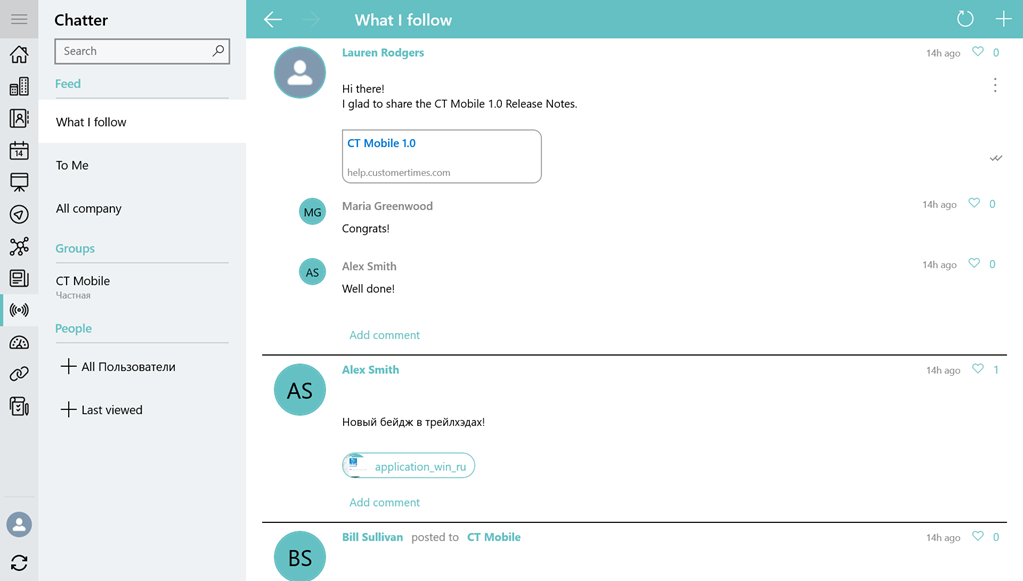 Chatter
What I follow
Search
Feed
What I follow
To Me
All company
Groups
CT Mobile
Частная
People
All Пользователи
Last viewed
14
Lauren Rodgers
14h ago
0
Hi there!
I glad to share the CT Mobile 1.0 Release Notes.
CT Mobile 1.0
help.customertimes.com
MG
Maria Greenwood
14h ago
0
Congrats!
AS
Alex Smith
14h ago
0
Well done!
Add comment
AS
Alex Smith
14h ago
1
Новый бейдж в трейлхэдах!
application_win_ru
Add comment
BS
Bill Sullivan posted to CT Mobile
14h ago
0